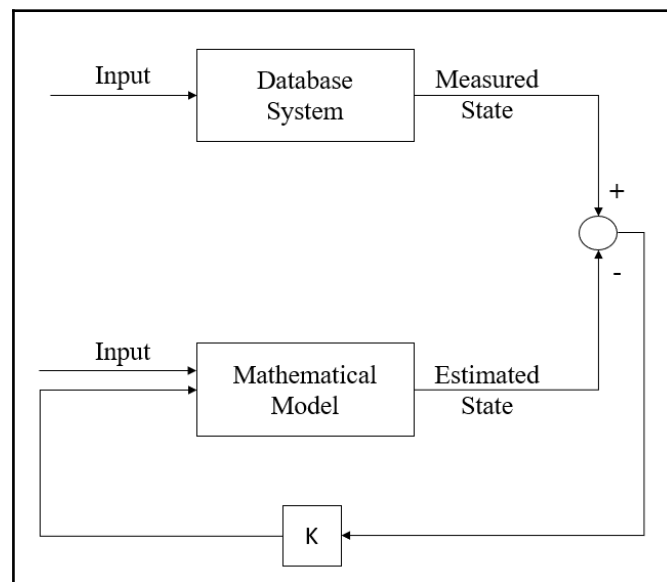 Input
Database
System
Measured
State
+
-
Input
Mathematical
Model
Estimated
State
K